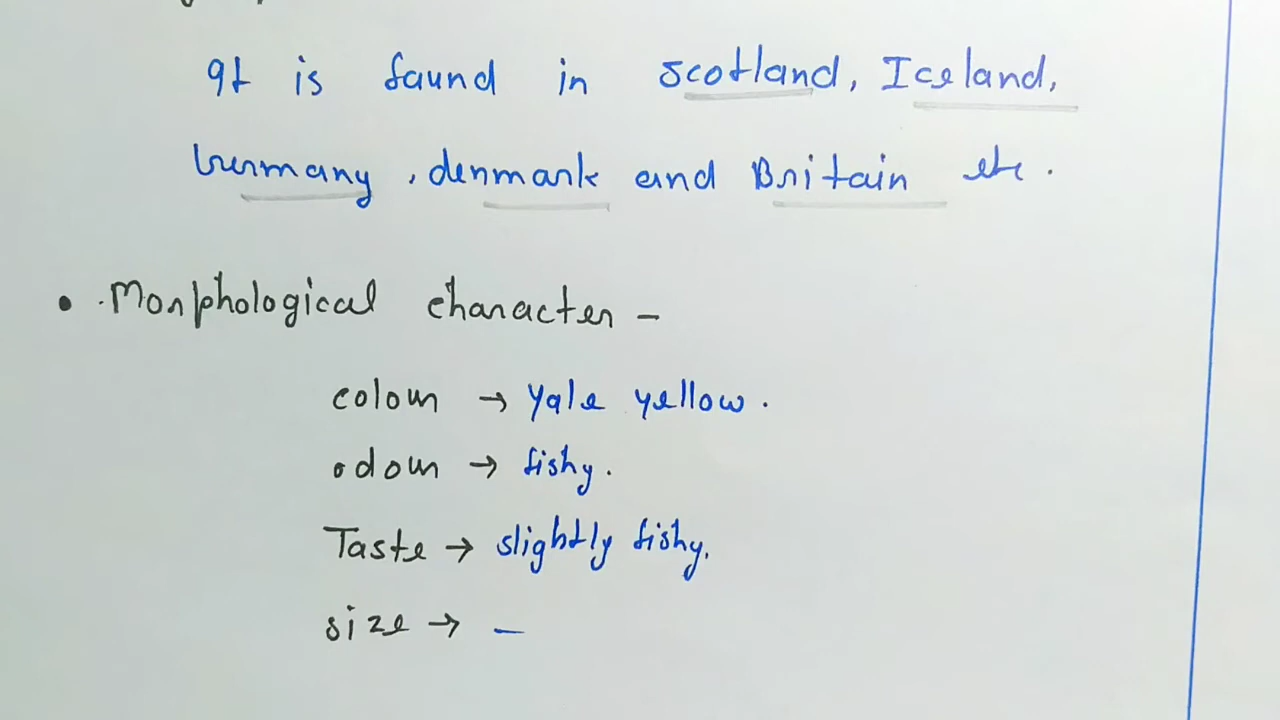 It is found in Scotland, Iceland,
Germany, denmark and Britain etc.
• Morphological character –
colour → Yale yellow.
odour → fishy.
Taste → slightly fishy.
size → –